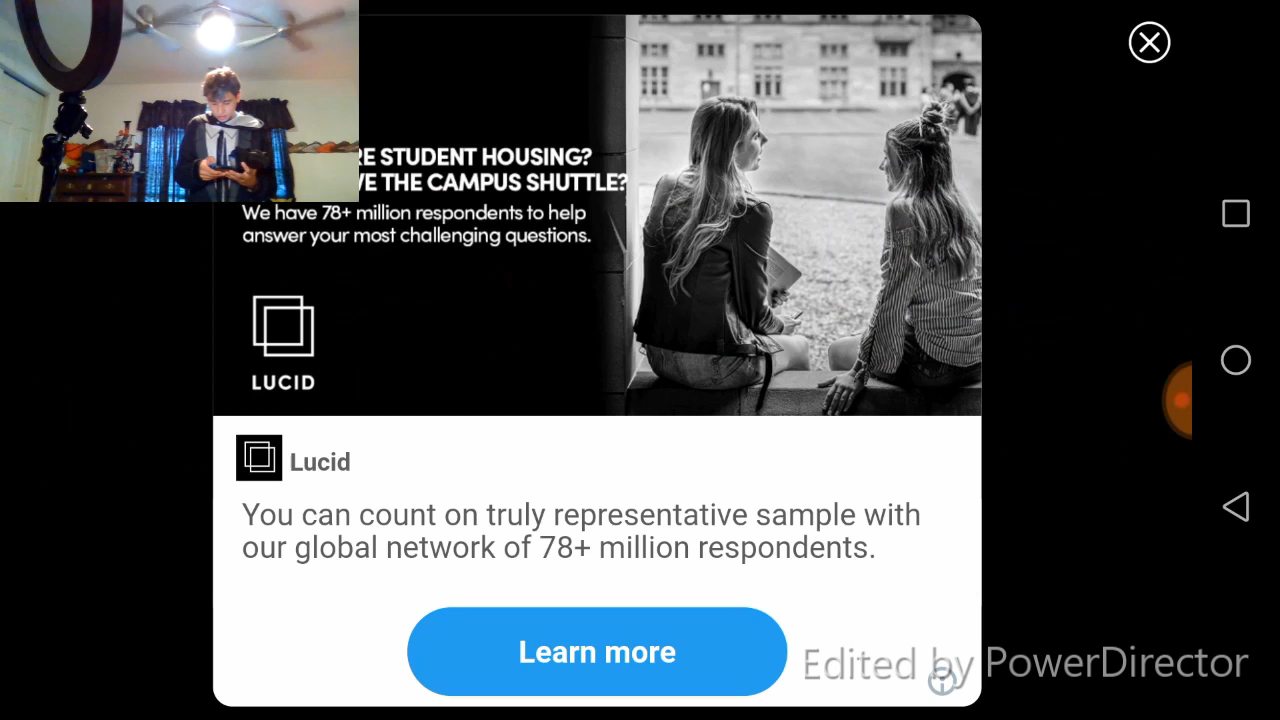 RE STUDENT HOUSING?
VE THE CAMPUS SHUTTLE?
We have 78+ million respondents to help
answer your most challenging questions.
LUCID
Lucid
You can count on truly representative sample with
our global network of 78+ million respondents.
Learn more
Edited by PowerDirector